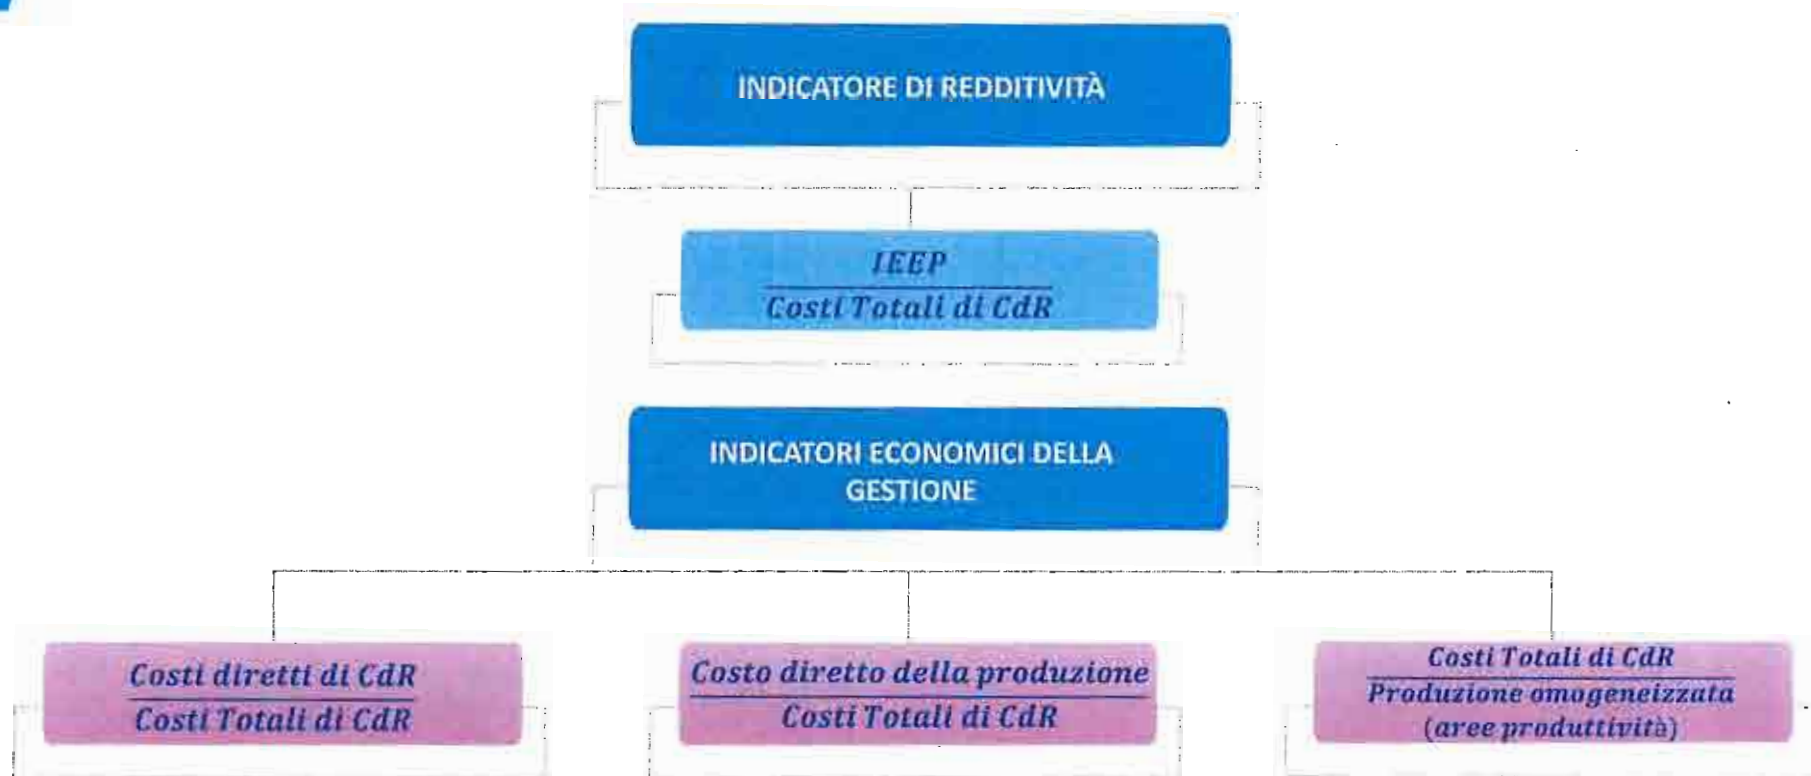 INDICATORE DI REDDITIVITÀ
IEEP
Costi Totali di CdR
INDICATORI ECONOMICI DELLA
GESTIONE
Costi diretti di CdR
Costi Totali di CdR
Costo diretto della produzione
Costi Totali di CdR
Costi Totali di CdR
Produzione omogeneizzata
(aree produttività)